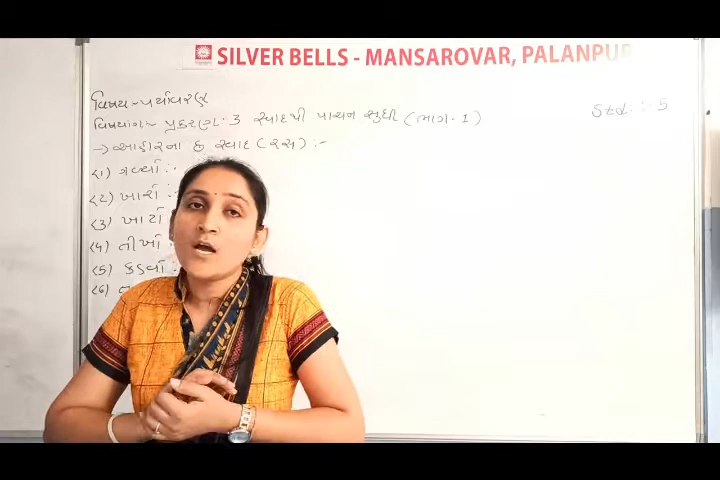 SILVER BELLS - MANSAROVAR, PALANPUR
વિષય - પર્યાવરણ
Std. :- 5
વિષયાંગ - પ્રકરણ - 3 સ્વાદથી પાચન સુધી (ભાગ - 1)
→ આહારના છ સ્વાદ (રસ) :-
(1) ગળ્યો :-
(2) ખારો :-
(3) ખાટો
(4) તીખો
(5) કડવો :
(6)